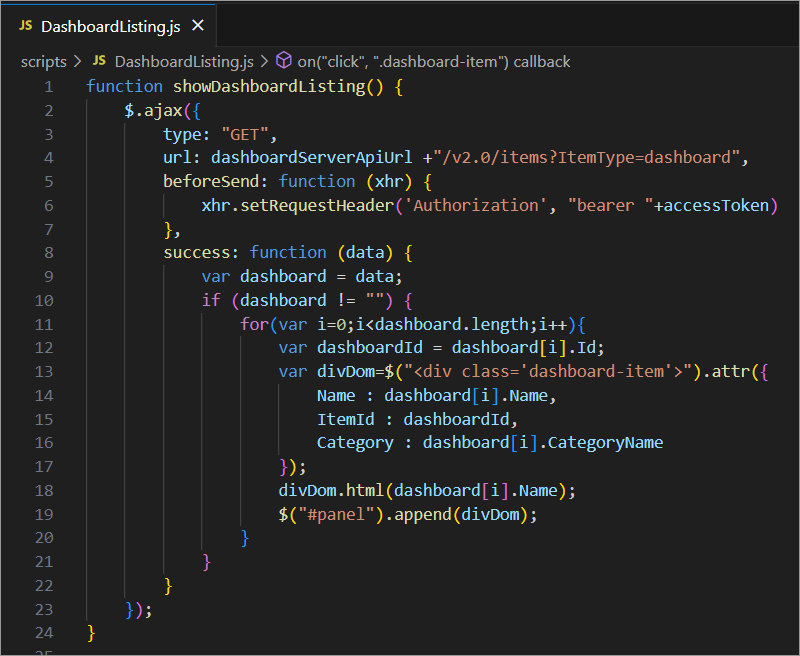 JS DashboardListing.js ×
scripts > JS DashboardListing.js > on("click", ".dashboard-item") callback
1 function showDashboardListing() {
2 $.ajax({
3 type: "GET",
4 url: dashboardServerApiUrl +"/v2.0/items?ItemType=dashboard",
5 beforeSend: function (xhr) {
6 xhr.setRequestHeader('Authorization', "bearer "+accessToken)
7 },
8 success: function (data) {
9 var dashboard = data;
10 if (dashboard != "") {
11 for(var i=0;i<dashboard.length;i++){
12 var dashboardId = dashboard[i].Id;
13 var divDom=$("<div class='dashboard-item'>").attr({
14 Name : dashboard[i].Name,
15 ItemId : dashboardId,
16 Category : dashboard[i].CategoryName
17 });
18 divDom.html(dashboard[i].Name);
19 $("#panel").append(divDom);
20 }
21 }
22 }
23 });
24 }